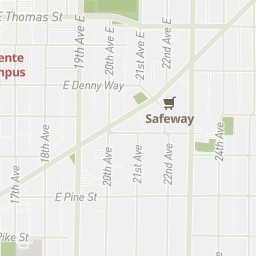 E Thomas St
19th Ave E
20th Ave E
21st Ave E
22nd Ave E
ente
mpus
E Denny Way
Safeway
18th Ave
17th Ave
20th Ave
21st Ave
22nd Ave
24th Ave
E Pine St
Pike St